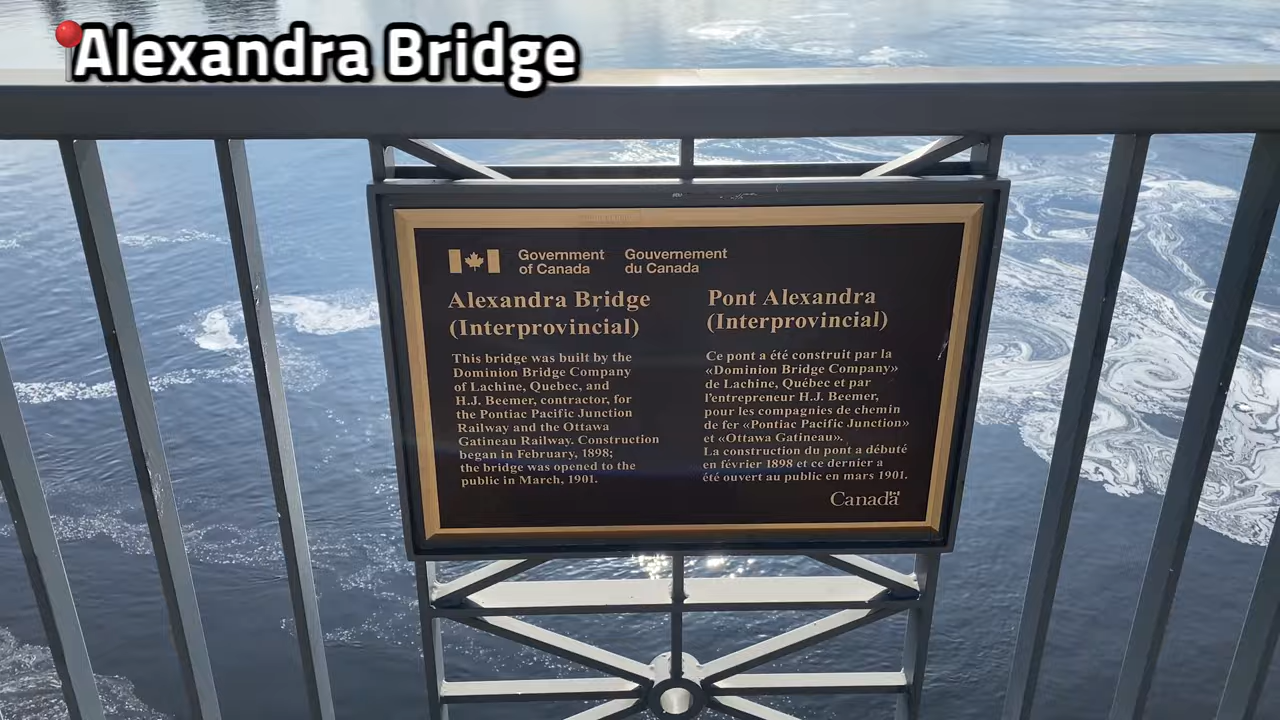 Alexandra Bridge
Government
of Canada
Gouvernement
du Canada
Alexandra Bridge
(Interprovincial)
This bridge was built by the
Dominion Bridge Company
of Lachine, Quebec, and
H.J. Beemer, contractor, for
the Pontiac Pacific Junction
Railway and the Ottawa
Gatineau Railway. Construction
began in February, 1898;
the bridge was opened to the
public in March, 1901.
Pont Alexandra
(Interprovincial)
Ce pont a été construit par la
«Dominion Bridge Company»
de Lachine, Québec et par
l'entrepreneur H.J. Beemer,
pour les compagnies de chemin
de fer «Pontiac Pacific Junction»
et «Ottawa Gatineau».
La construction du pont a débuté
en février 1898 et ce dernier a
été ouvert au public en mars 1901.
Canada